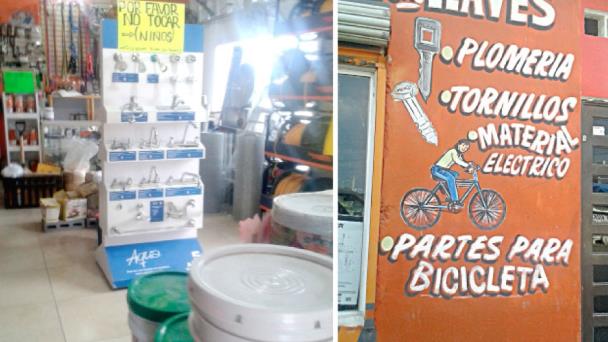 POR FAVOR
NO TOCAR
(NIÑOS)
Aqua
LLAVES
PLOMERIA
TORNILLOS
MATERIAL
ELECTRICO
PARTES PARA
BICICLETA